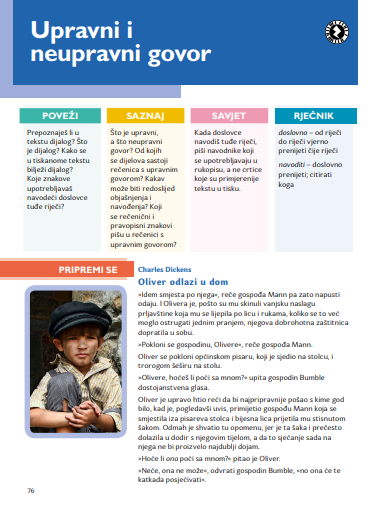 Upravni i
neupravni govor
POVEŽI
Prepoznaješ li u
tekstu dijalog? Što
je dijalog? Kako se
u tiskanome tekstu
bilježi dijalog?
Koje znakove
upotrebljavaš
navodeći doslovce
tuđe riječi?
SAZNAJ
Što je upravni,
a što neupravni
govor? Od kojih
se dijelova sastoji
rečenica s upravnim
govorom? Kakav
može biti redoslijed
objašnjenja i
navođenja? Koji
se rečenični i
pravopisni znakovi
pišu u rečenici s
upravnim govorom?
SAVJET
Kada doslovce
navodiš tuđe riječi,
piši navodnike koji
se upotrebljavaju u
rukopisu, a ne crtice
koje su primjerenije
tekstu u tisku.
RJEČNIK
doslovno – od riječi
do riječi vjerno
prenijeti čije riječi
navoditi – doslovno
prenijeti; citirati
koga
PRIPREMI SE
Charles Dickens
Oliver odlazi u dom
»Idem smjesta po njega«, reče gospođa Mann pa zato napusti
odaju. I Olivera je, pošto su mu skinuli vanjsku naslagu
prljavštine koja mu se lijepila po licu i rukama, koliko se to već
moglo ostrugati jednim pranjem, njegova dobrohotna zaštitnica
dopratila u sobu.
»Pokloni se gospodinu, Olivere«, reče gospođa Mann.
Oliver se pokloni općinskom pisaru, koji je sjedio na stolcu, i
trorogom šeširu na stolu.
»Olivere, hoćeš li poći sa mnom?« upita gospodin Bumble
dostojanstvena glasa.
Oliver je upravo htio reći da bi najpripravnije pošao s kime god
bilo, kad je, pogledavši uvis, primijetio gospođu Mann koja se
smjestila iza pisareva stolca i bijesna lica prijetila mu stisnutom
šakom. Odmah je shvatio tu opomenu, jer je ta šaka i prečesto
dolazila u dodir s njegovim tijelom, a da to sjećanje sada na
njega ne bi proizvelo najdublji dojam.
»Hoće li ona poći sa mnom?« pitao je Oliver.
»Neće, ona ne može«, odvrati gospodin Bumble, »no ona će te
katkada posjećivati«.
76